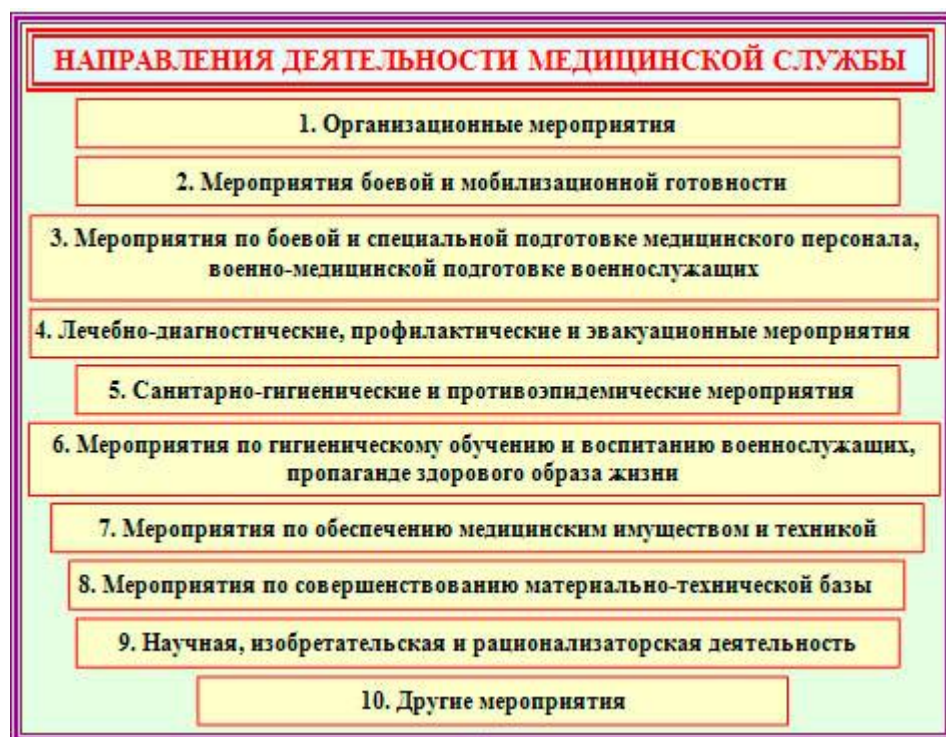 НАПРАВЛЕНИЯ ДЕЯТЕЛЬНОСТИ МЕДИЦИНСКОЙ СЛУЖБЫ
1. Организационные мероприятия
2. Мероприятия боевой и мобилизационной готовности
3. Мероприятия по боевой и специальной подготовке медицинского персонала,
военно-медицинской подготовке военнослужащих
4. Лечебно-диагностические, профилактические и эвакуационные мероприятия
5. Санитарно-гигиенические и противоэпидемические мероприятия
6. Мероприятия по гигиеническому обучению и воспитанию военнослужащих,
пропаганде здорового образа жизни
7. Мероприятия по обеспечению медицинским имуществом и техникой
8. Мероприятия по совершенствованию материально-технической базы
9. Научная, изобретательская и рационализаторская деятельность
10. Другие мероприятия